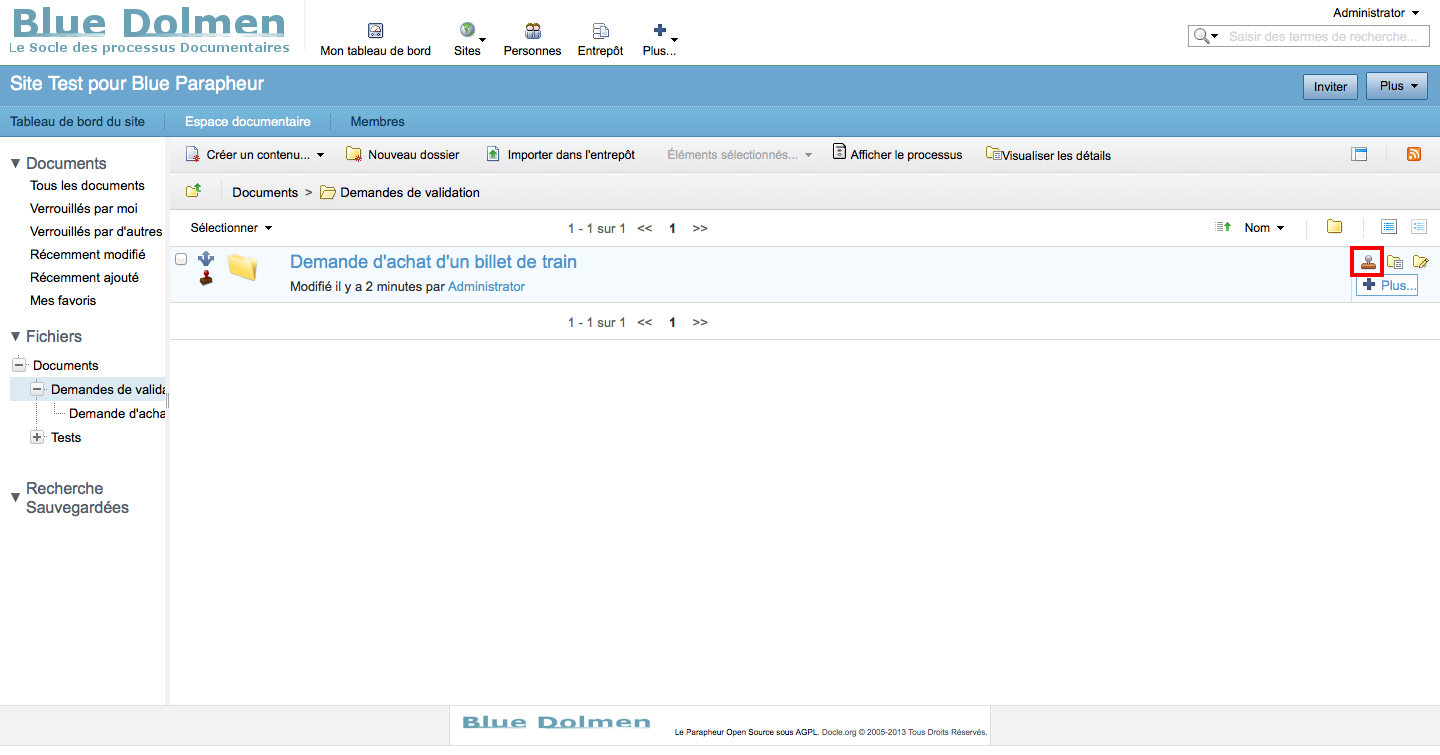 Blue Dolmen
Le Socle des processus Documentaires
Mon tableau de bord
Sites
Personnes
Entrepôt
Plus...
Administrator
Saisir des termes de recherche...
Site Test pour Blue Parapheur
Inviter
Plus
Tableau de bord du site
Espace documentaire
Membres
Documents
Tous les documents
Verrouillés par moi
Verrouillés par d'autres
Récemment modifié
Récemment ajouté
Mes favoris
Fichiers
Documents
Demandes de valida
Demande d'acha
Tests
Recherche
Sauvegardées
Créer un contenu...
Nouveau dossier
Importer dans l'entrepôt
Éléments sélectionnés...
Afficher le processus
Visualiser les détails
Documents > Demandes de validation
Sélectionner
1 - 1 sur 1 << 1 >>
Nom
Demande d'achat d'un billet de train
Modifié il y a 2 minutes par Administrator
Plus...
1 - 1 sur 1 << 1 >>
Blue Dolmen
Le Parapheur Open Source sous AGPL. Docle.org © 2005-2013 Tous Droits Réservés.